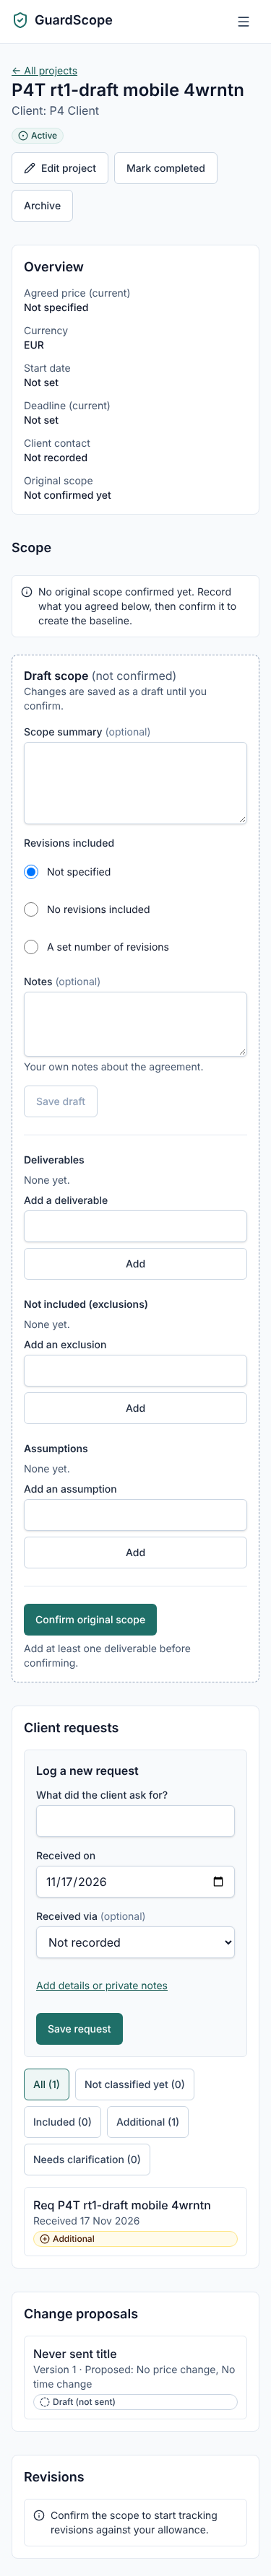 GuardScope
← All projects
P4T rt1-draft mobile 4wrntn
Client: P4 Client
Active
Edit project
Mark completed
Archive
Overview
Agreed price (current)
Not specified
Currency
EUR
Start date
Not set
Deadline (current)
Not set
Client contact
Not recorded
Original scope
Not confirmed yet
Scope
No original scope confirmed yet. Record
what you agreed below, then confirm it to
create the baseline.
Draft scope (not confirmed)
Changes are saved as a draft until you
confirm.
Scope summary (optional)
Revisions included
Not specified
No revisions included
A set number of revisions
Notes (optional)
Your own notes about the agreement.
Save draft
Deliverables
None yet.
Add a deliverable
Add
Not included (exclusions)
None yet.
Add an exclusion
Add
Assumptions
None yet.
Add an assumption
Add
Confirm original scope
Add at least one deliverable before
confirming.
Client requests
Log a new request
What did the client ask for?
Received on
11/17/2026
Received via (optional)
Not recorded
Add details or private notes
Save request
All (1)
Not classified yet (0)
Included (0)
Additional (1)
Needs clarification (0)
Req P4T rt1-draft mobile 4wrntn
Received 17 Nov 2026
Additional
Change proposals
Never sent title
Version 1 · Proposed: No price change, No
time change
Draft (not sent)
Revisions
Confirm the scope to start tracking
revisions against your allowance.